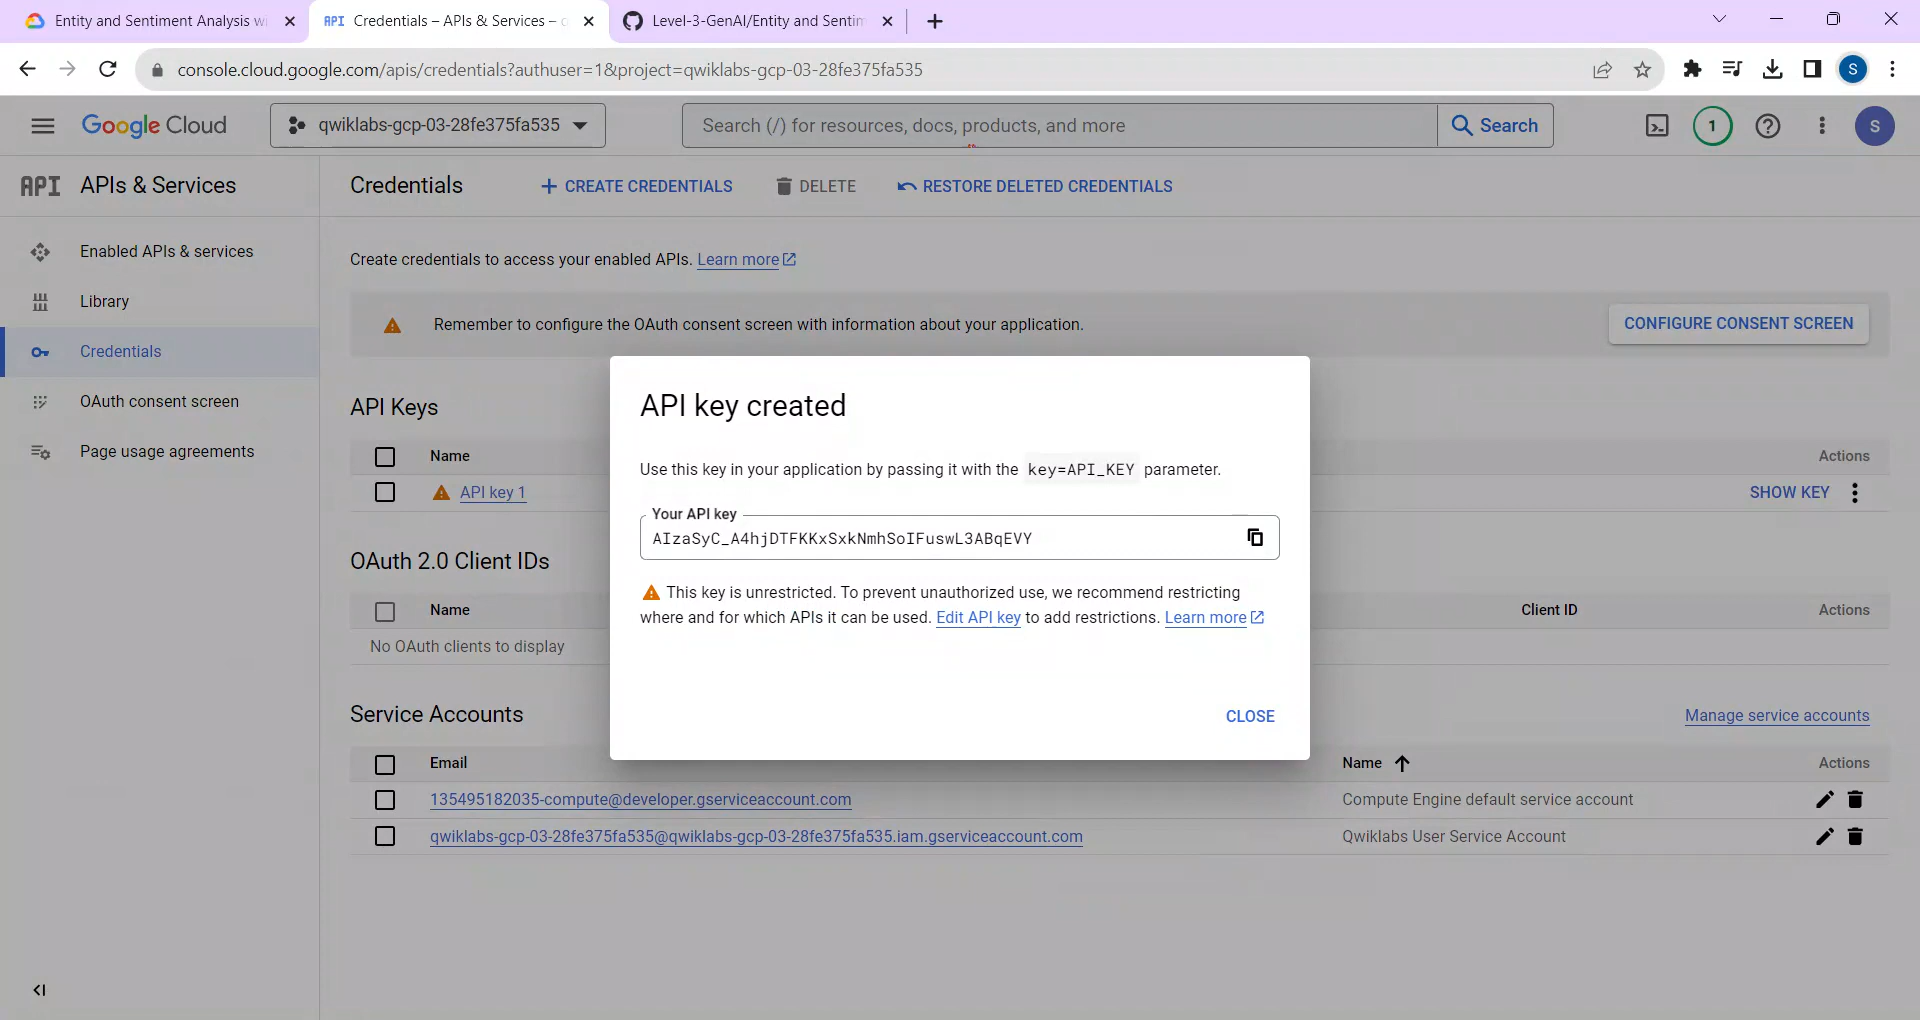 Entity and Sentiment Analysis wi
Credentials – APIs & Services – q
Level-3-GenAI/Entity and Sentim
console.cloud.google.com/apis/credentials?authuser=1&project=qwiklabs-gcp-03-28fe375fa535
S
Google Cloud
qwiklabs-gcp-03-28fe375fa535
Search (/) for resources, docs, products, and more
Search
1
S
API APIs & Services
Credentials
CREATE CREDENTIALS
DELETE
RESTORE DELETED CREDENTIALS
Enabled APIs & services
Library
Credentials
OAuth consent screen
Page usage agreements
Create credentials to access your enabled APIs. Learn more
Remember to configure the OAuth consent screen with information about your application.
CONFIGURE CONSENT SCREEN
API Keys
Name
Actions
API key 1
SHOW KEY
OAuth 2.0 Client IDs
Name
Client ID
Actions
No OAuth clients to display
API key created
Use this key in your application by passing it with the key=API_KEY parameter.
Your API key
AIzaSyC_A4hjDTFKKxSxkNmhSoIFuswL3ABqEVY
This key is unrestricted. To prevent unauthorized use, we recommend restricting
where and for which APIs it can be used. Edit API key to add restrictions. Learn more
CLOSE
Service Accounts
Manage service accounts
Email
Name
Actions
135495182035-compute@developer.gserviceaccount.com
Compute Engine default service account
qwiklabs-gcp-03-28fe375fa535@qwiklabs-gcp-03-28fe375fa535.iam.gserviceaccount.com
Qwiklabs User Service Account